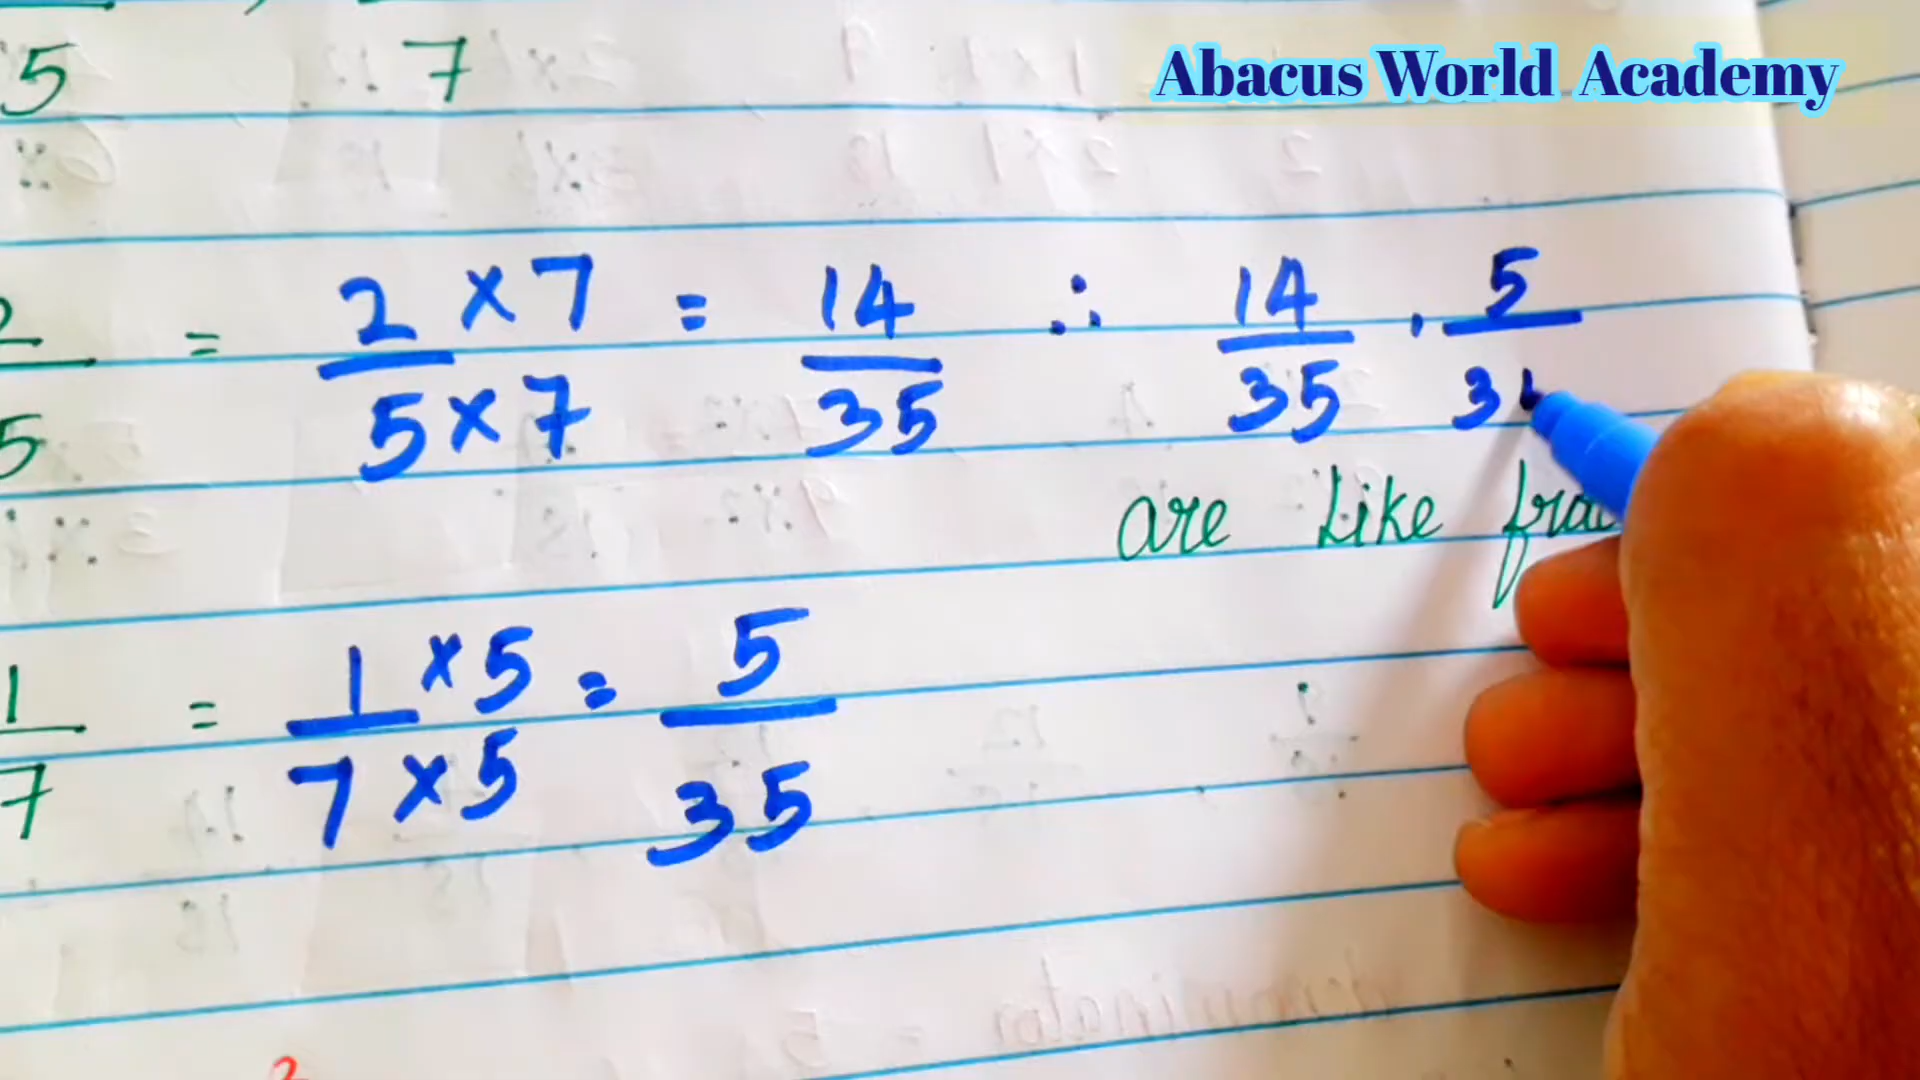 Abacus World Academy
5 7
2/5 = 2×7/5×7 = 14/35 ∴ 14/35 , 5/3
are like
1/7 = 1×5/7×5 = 5/35